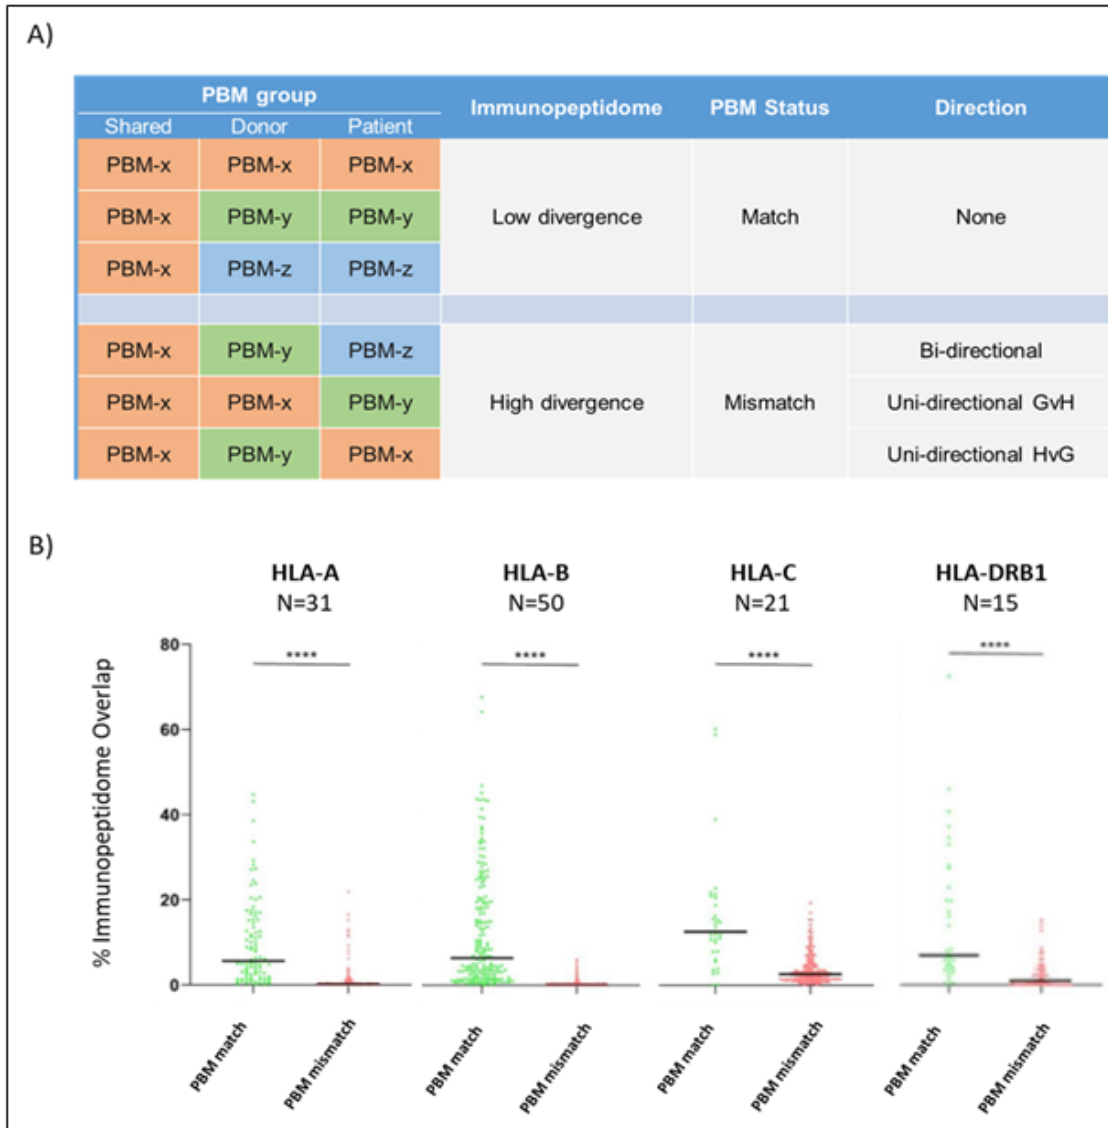 A)
PBM group Immunopeptidome PBM Status Direction
Shared Donor Patient
PBM-x PBM-x PBM-x
PBM-x PBM-y PBM-y Low divergence Match None
PBM-x PBM-z PBM-z
PBM-x PBM-y PBM-z Bi-directional
PBM-x PBM-x PBM-y High divergence Mismatch Uni-directional GvH
PBM-x PBM-y PBM-x Uni-directional HvG
B)
HLA-A HLA-B HLA-C HLA-DRB1
N=31 N=50 N=21 N=15
% Immunopeptidome Overlap
80
60
40
20
0
**** **** **** ****
PBM match PBM mismatch PBM match PBM mismatch PBM match PBM mismatch PBM match PBM mismatch